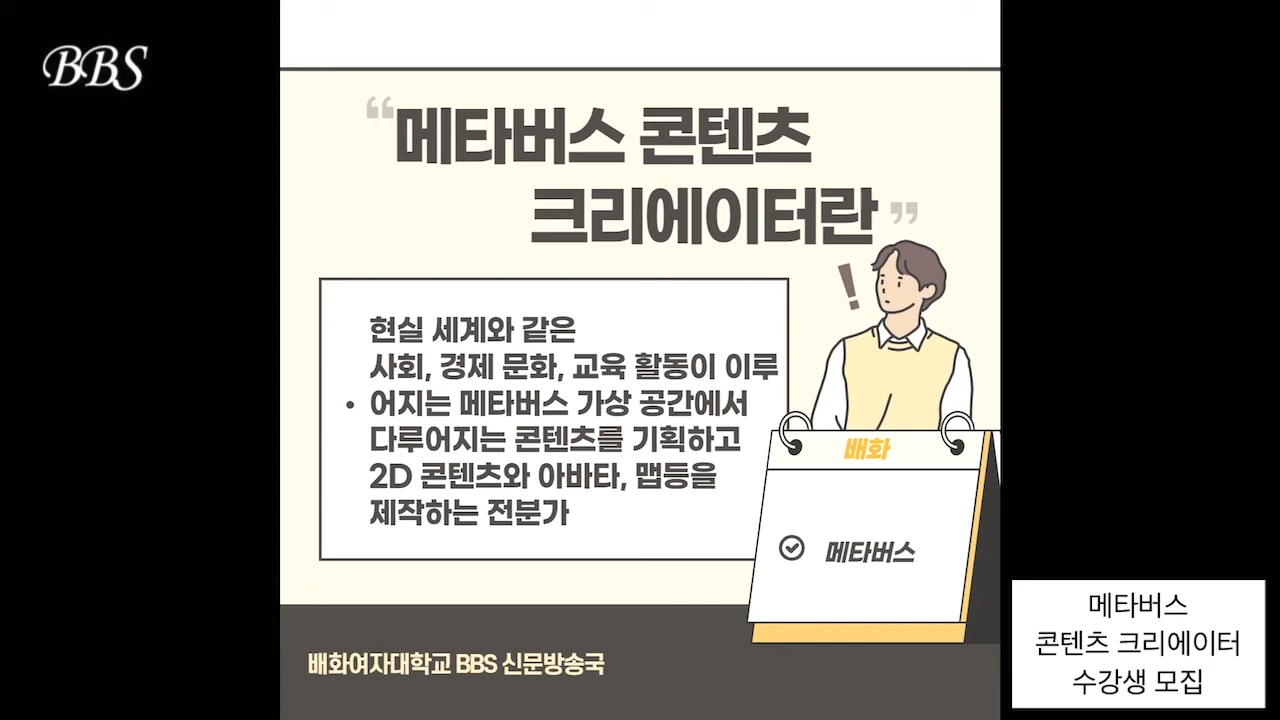 BBS
“메타버스 콘텐츠
크리에이터란”
현실 세계와 같은
사회, 경제 문화, 교육 활동이 이루
• 어지는 메타버스 가상 공간에서
다루어지는 콘텐츠를 기획하고
2D 콘텐츠와 아바타, 맵등을
제작하는 전분가
!
배화
메타버스
배화여자대학교 BBS 신문방송국
메타버스
콘텐츠 크리에이터
수강생 모집